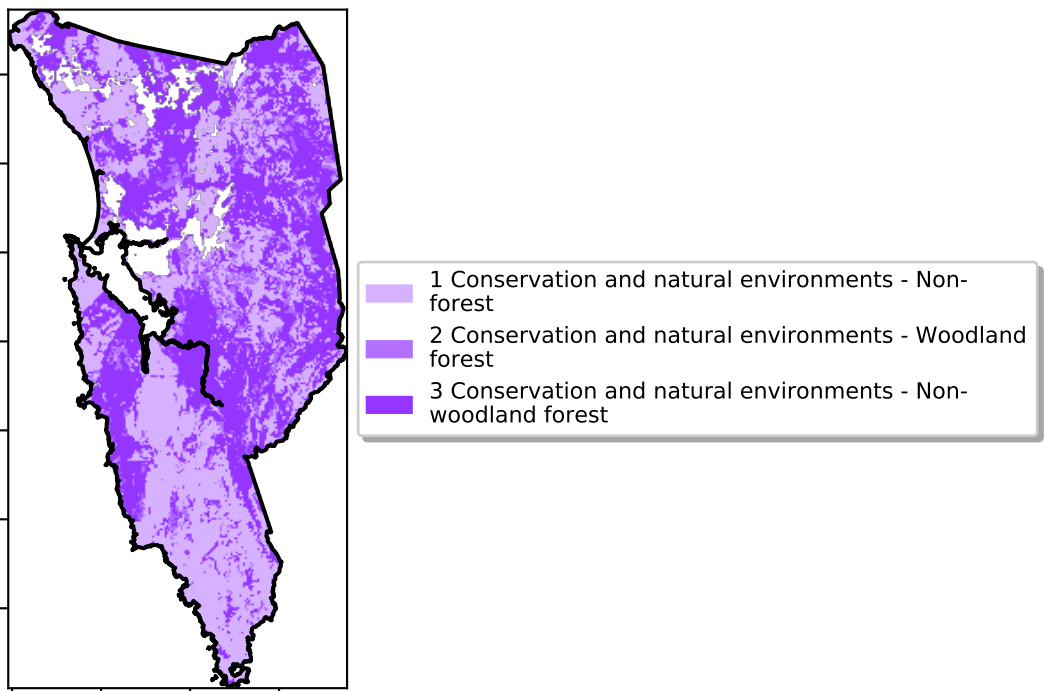 1 Conservation and natural environments - Non-
forest
2 Conservation and natural environments - Woodland
forest
3 Conservation and natural environments - Non-
woodland forest